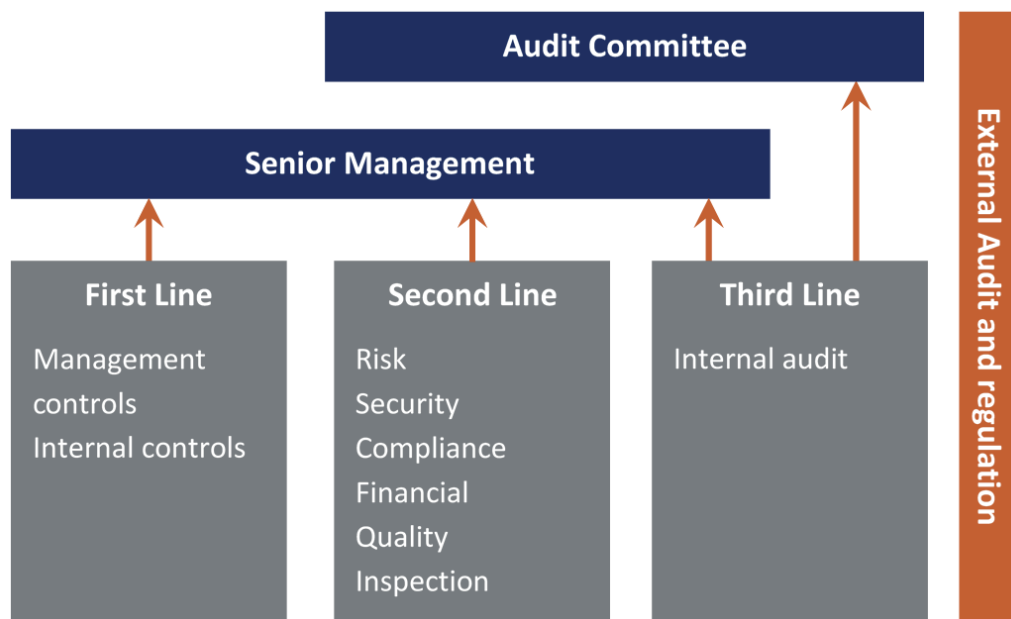 Audit Committee
Senior Management
First Line
Management
controls
Internal controls
Second Line
Risk
Security
Compliance
Financial
Quality
Inspection
Third Line
Internal audit
External Audit and regulation